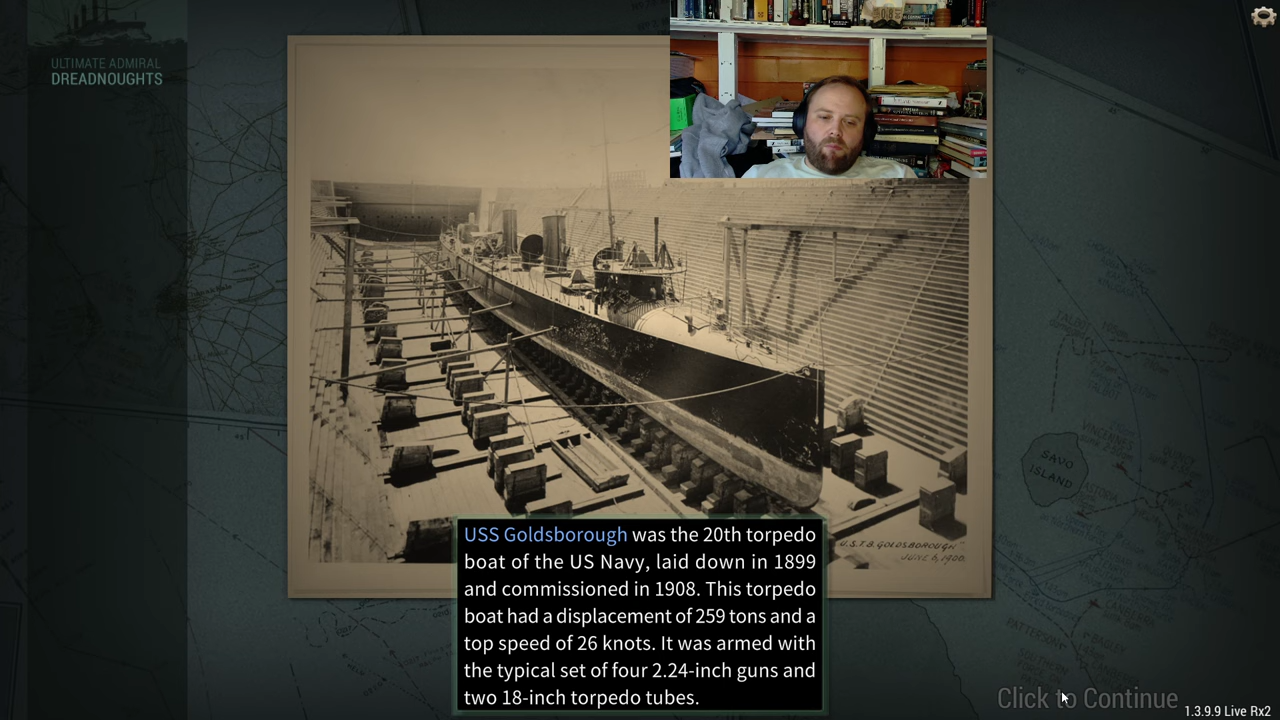 ULTIMATE ADMIRAL
DREADNOUGHTS
USS Goldsborough was the 20th torpedo
boat of the US Navy, laid down in 1899
and commissioned in 1908. This torpedo
boat had a displacement of 259 tons and a
top speed of 26 knots. It was armed with
the typical set of four 2.24-inch guns and
two 18-inch torpedo tubes.
U.S.T.B. GOLDSBOROUGH
JUNE 6, 1900.
SAVO
ISLAND
Click to Continue
1.3.9.9 Live Rx2